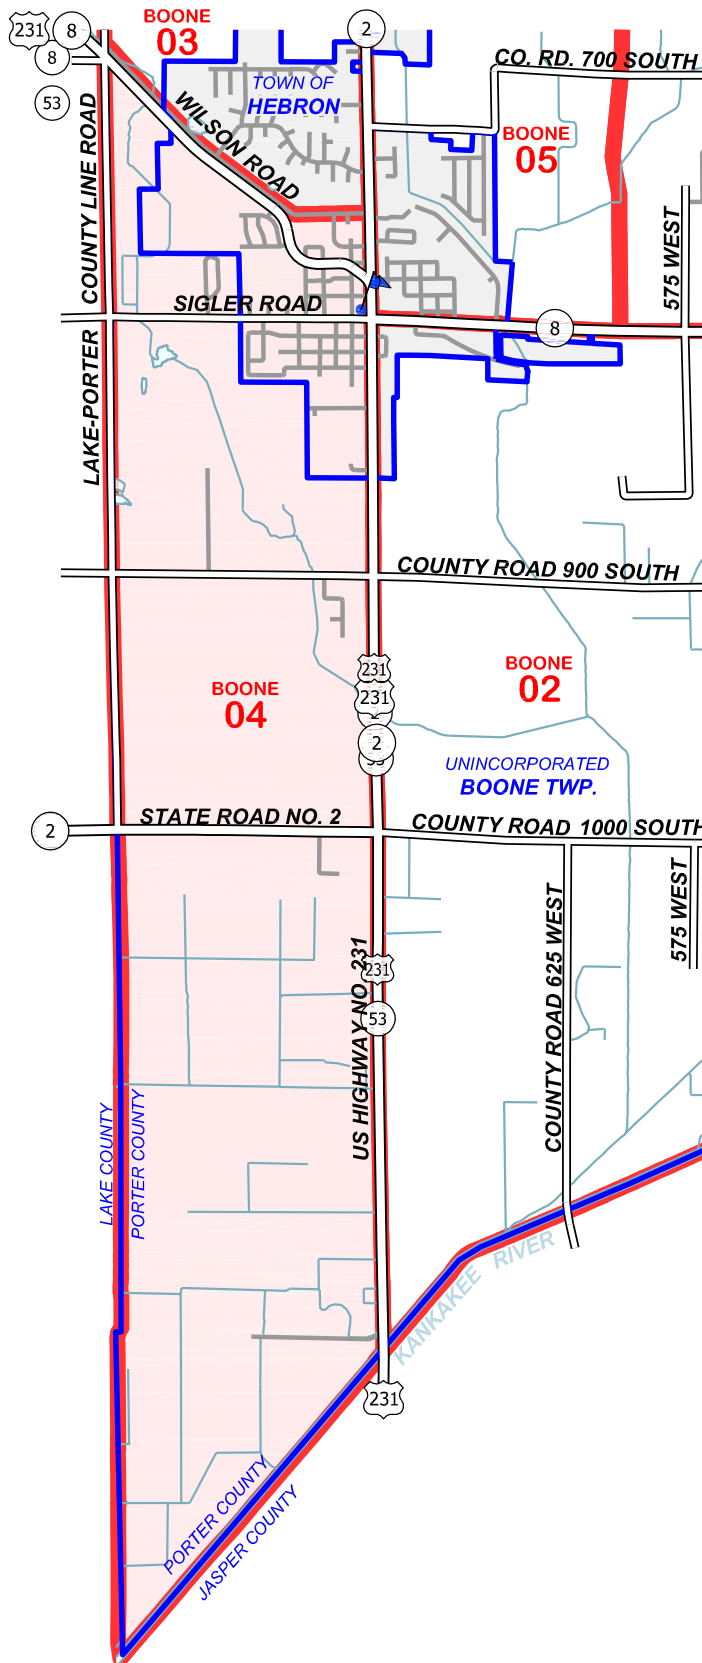 231
8
BOONE
03
2
8
53
TOWN OF
HEBRON
CO. RD. 700 SOUTH
WILSON ROAD
BOONE
05
COUNTY LINE ROAD
LAKE-PORTER
575 WEST
SIGLER ROAD
8
COUNTY ROAD 900 SOUTH
231
231
2
BOONE
04
BOONE
02
UNINCORPORATED
BOONE TWP.
2
STATE ROAD NO. 2
COUNTY ROAD 1000 SOUTH
575 WEST
COUNTY ROAD 625 WEST
US HIGHWAY NO. 231
231
53
LAKE COUNTY
PORTER COUNTY
KANKAKEE RIVER
231
PORTER COUNTY
JASPER COUNTY